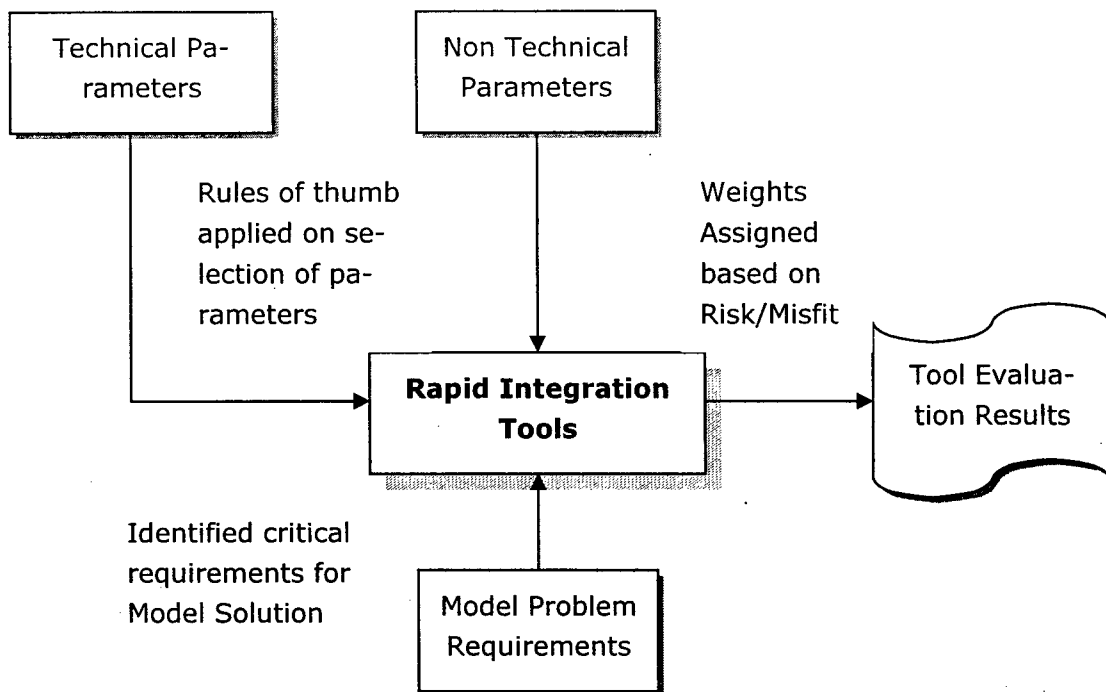 Technical Pa-
rameters
Non Technical
Parameters
Rules of thumb
applied on se-
lection of pa-
rameters
Weights
Assigned
based on
Risk/Misfit
Rapid Integration
Tools
Tool Evalua-
tion Results
Identified critical
requirements for
Model Solution
Model Problem
Requirements